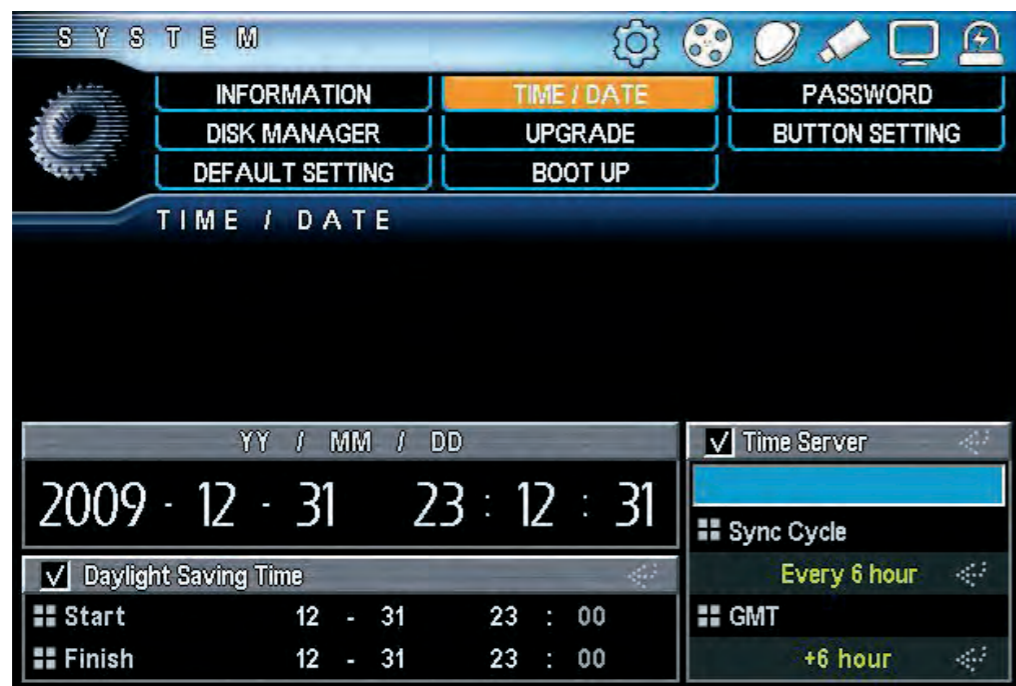 SYSTEM
INFORMATION TIME / DATE PASSWORD
DISK MANAGER UPGRADE BUTTON SETTING
DEFAULT SETTING BOOT UP
TIME / DATE
YY / MM / DD
2009 - 12 - 31 23 : 12 : 31
Daylight Saving Time
Start 12 - 31 23 : 00
Finish 12 - 31 23 : 00
Time Server
Sync Cycle
Every 6 hour
GMT
+6 hour